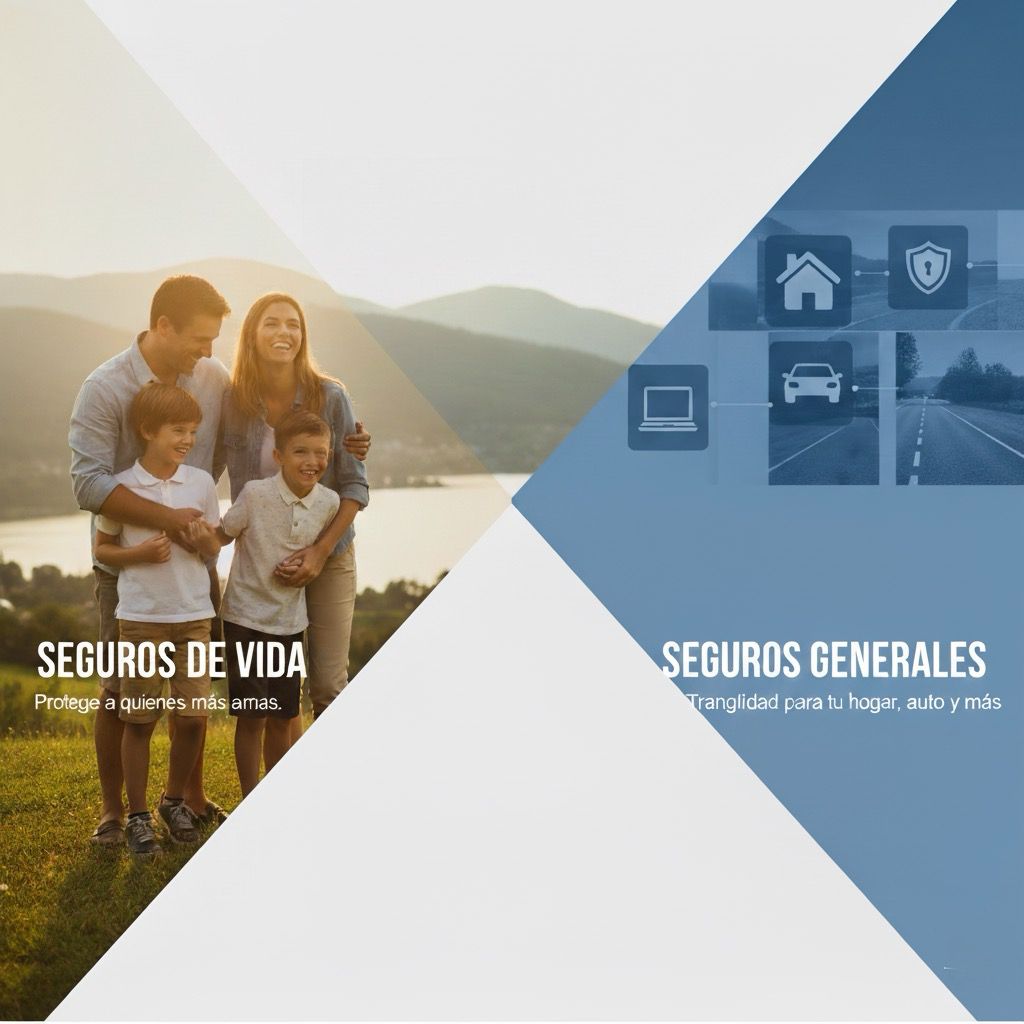 SEGUROS DE VIDA
Protege a quienes más amas.
SEGUROS GENERALES
Tranglidad para tu hogar, auto y más